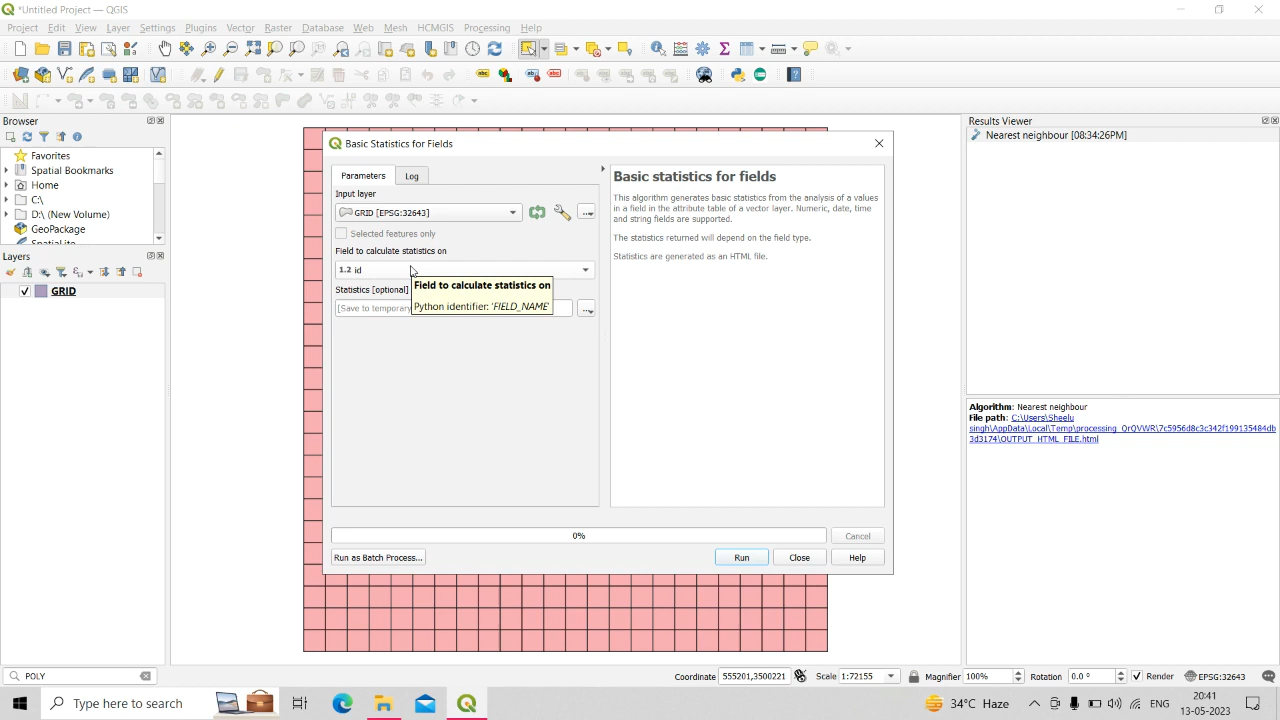 *Untitled Project — QGIS
Project Edit View Layer Settings Plugins Vector Raster Database Web Mesh HCMGIS Processing Help
Browser
Favorites
Spatial Bookmarks
Home
C:\
D:\ (New Volume)
GeoPackage
SpatiaLite
Layers
GRID
Basic Statistics for Fields
Parameters Log
Input layer
GRID [EPSG:32643]
Selected features only
Field to calculate statistics on
1.2 id
Statistics [optional]
[Save to temporary
Field to calculate statistics on
Python identifier: 'FIELD_NAME'
Basic statistics for fields
This algorithm generates basic statistics from the analysis of a values
in a field in the attribute table of a vector layer. Numeric, date, time
and string fields are supported.
The statistics returned will depend on the field type.
Statistics are generated as an HTML file.
0%
Cancel
Run as Batch Process...
Run Close Help
Results Viewer
Nearest neighbour [08:34:26PM]
Algorithm: Nearest neighbour
File path: C:\Users\Sheelu
singh\AppData\Local\Temp\processing_QrQVWR\7c5956d8c3c342f199135484db
3d3174\OUTPUT_HTML_FILE.html
POLY
Coordinate 555201,3500221 Scale 1:72155 Magnifier 100% Rotation 0.0 ° Render EPSG:32643
Type here to search
34°C Haze
ENG
20:41
13-05-2023